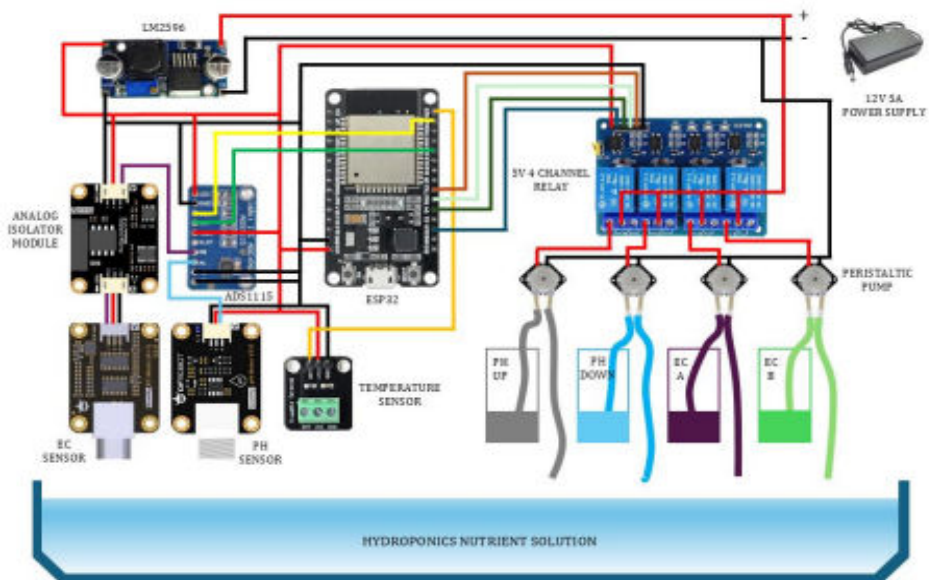 LM2596
+
-
12V 5A
POWER SUPPLY
5V 4 CHANNEL
RELAY
ANALOG
ISOLATOR
MODULE
ADS1115
ESP32
PERISTALTIC
PUMP
TEMPERATURE
SENSOR
PH
UP
PH
DOWN
EC
A
EC
B
EC
SENSOR
PH
SENSOR
HYDROPONICS NUTRIENT SOLUTION